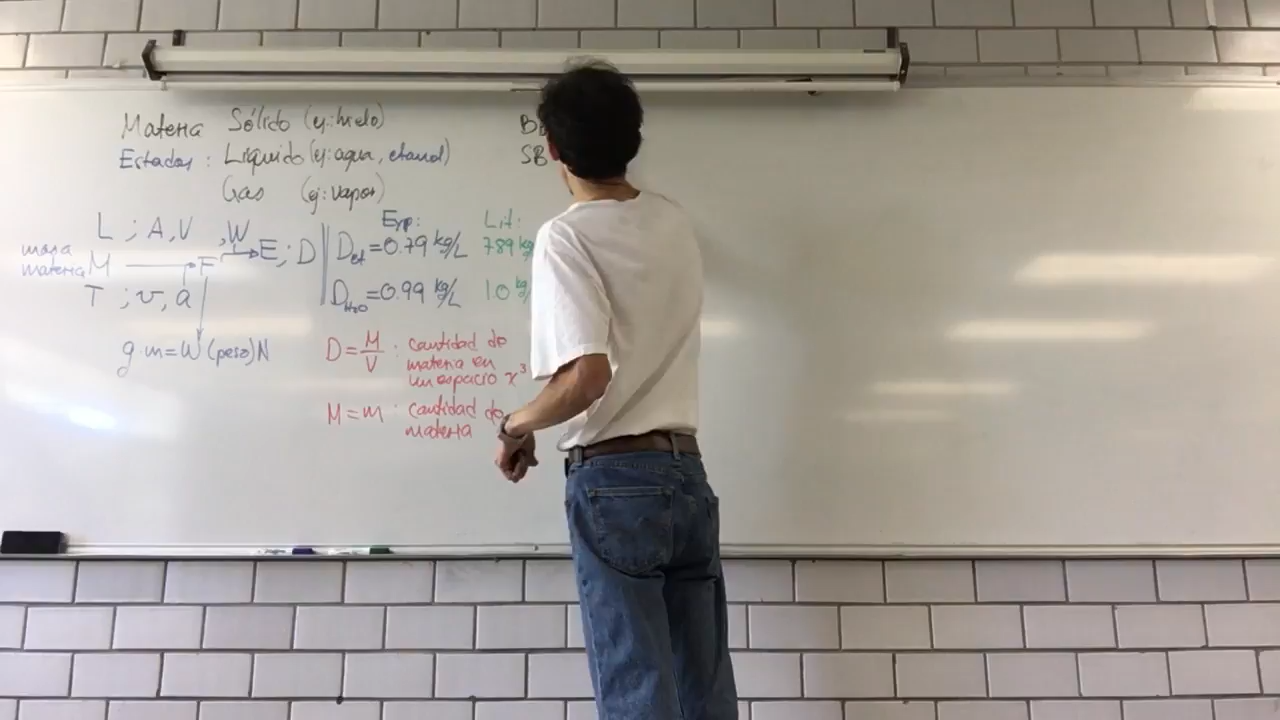 Materia Sólido (ej: hielo)
Estados : Líquido (ej: agua, etanol)
Gas (ej: vapor)
SB
L ; A, V , W
masa
materia M → F → E ; D
T ; v, a
g·m = W (peso) N
Exp: Lit:
D_et = 0.79 kg/L 789 kg
D_H2O = 0.99 kg/L 1.0 kg/
D = M/V : cantidad de
materia en
un espacio x³
M = m : cantidad de
materia